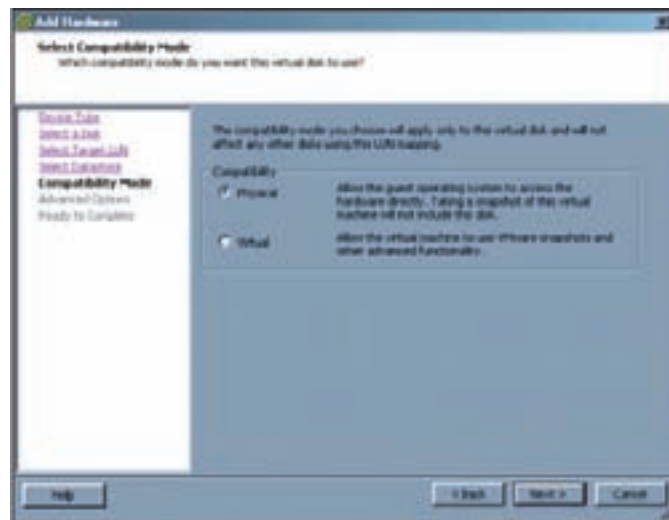 Add Hardware
Select Compatibility Mode
Which compatibility mode do you want this virtual disk to use?
Device Type
Select a Disk
Select Target LUN
Select Datastore
Compatibility Mode
Advanced Options
Ready to Complete
The compatibility mode you choose will apply only to this virtual disk and will not
affect any other disks using this LUN mapping.
Compatibility
Physical
Allow the guest operating system to access the
hardware directly. Taking a snapshot of this virtual
machine will not include this disk.
Virtual
Allow the virtual machine to use VMware snapshots and
other advanced functionality.
Help
< Back
Next >
Cancel